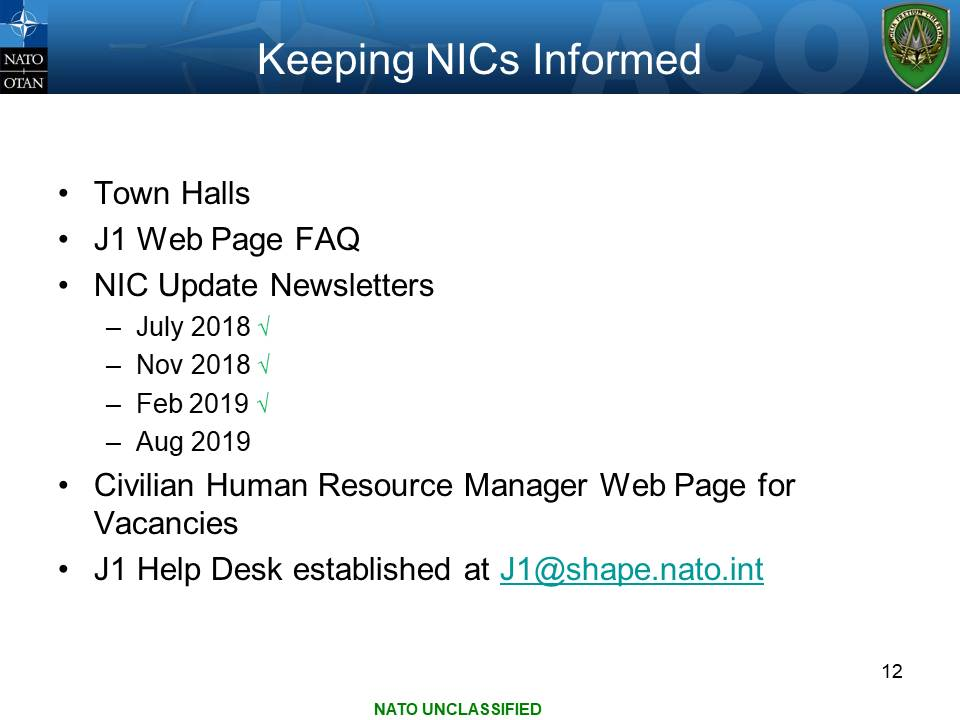 NATO
OTAN
ACO
Keeping NICs Informed
• Town Halls
• J1 Web Page FAQ
• NIC Update Newsletters
– July 2018 √
– Nov 2018 √
– Feb 2019 √
– Aug 2019
• Civilian Human Resource Manager Web Page for
Vacancies
• J1 Help Desk established at J1@shape.nato.int
12
NATO UNCLASSIFIED